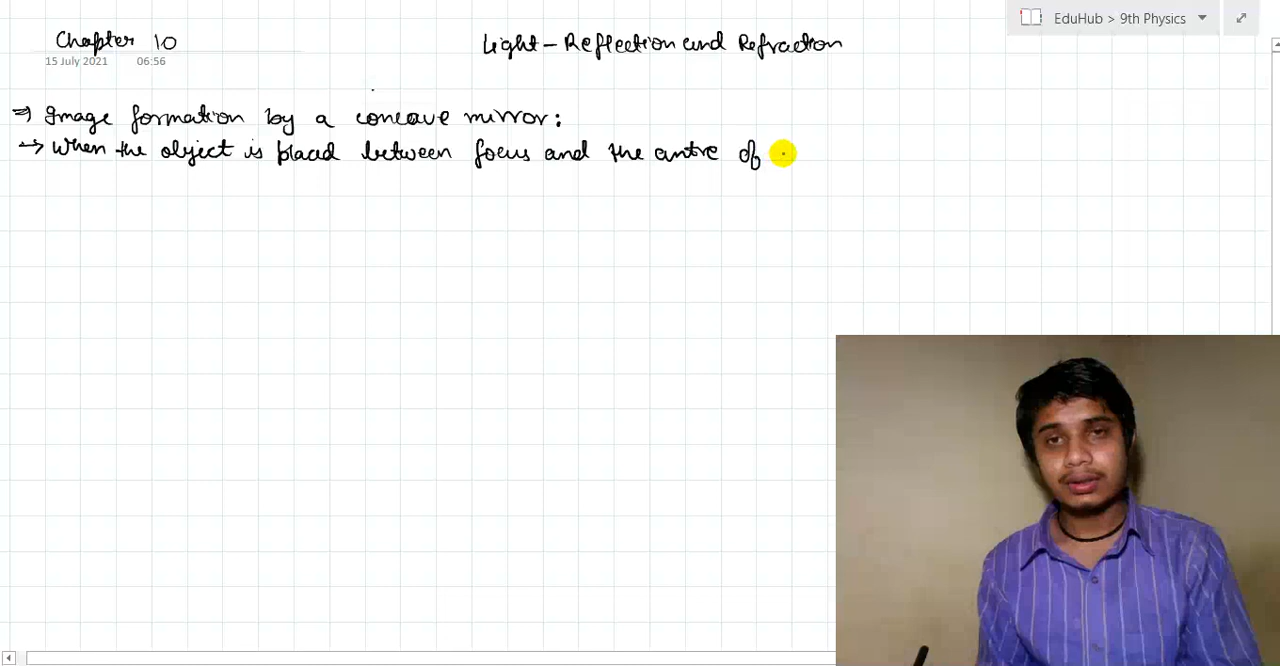 EduHub > 9th Physics
Chapter 10
Light - Reflection and Refraction
15 July 2021 06:56
⇒ Image formation by a concave mirror:
→ When the object is placed between focus and the centre of